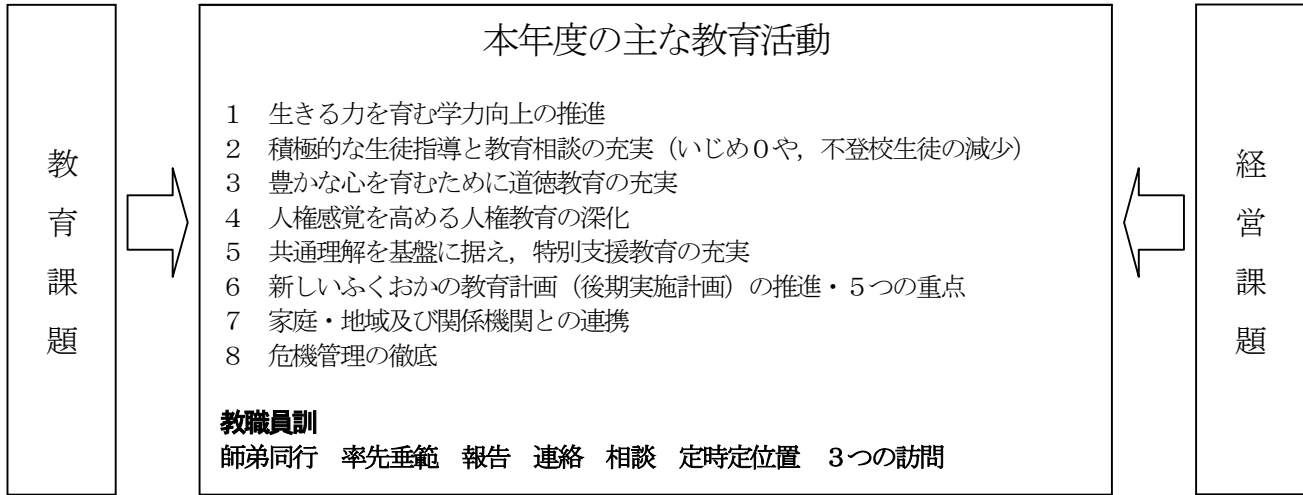 教育課題
本年度の主な教育活動
1 生きる力を育む学力向上の推進
2 積極的な生徒指導と教育相談の充実（いじめ０や，不登校生徒の減少）
3 豊かな心を育むために道徳教育の充実
4 人権感覚を高める人権教育の深化
5 共通理解を基盤に据え，特別支援教育の充実
6 新しいふくおかの教育計画（後期実施計画）の推進・５つの重点
7 家庭・地域及び関係機関との連携
8 危機管理の徹底
教職員訓
師弟同行 率先垂範 報告 連絡 相談 定時定位置 ３つの訪問
経営課題